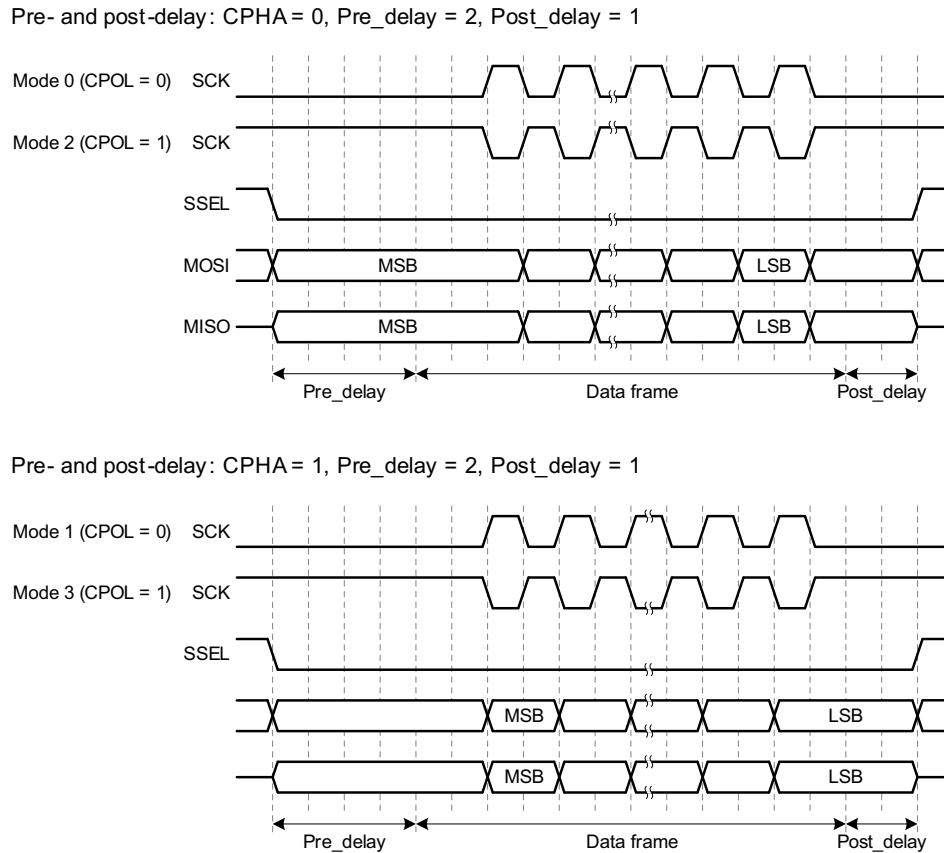 Pre- and post-delay: CPHA = 0, Pre_delay = 2, Post_delay = 1
Mode 0 (CPOL = 0) SCK
Mode 2 (CPOL = 1) SCK
SSEL
MOSI MSB LSB
MISO MSB LSB
Pre_delay Data frame Post_delay
Pre- and post-delay: CPHA = 1, Pre_delay = 2, Post_delay = 1
Mode 1 (CPOL = 0) SCK
Mode 3 (CPOL = 1) SCK
SSEL
MSB LSB
MSB LSB
Pre_delay Data frame Post_delay